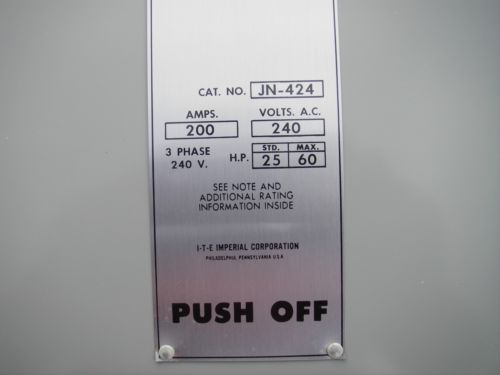 CAT. NO. JN-424
AMPS. VOLTS. A.C.
200 240
3 PHASE STD. MAX.
240 V. H.P. 25 60
SEE NOTE AND
ADDITIONAL RATING
INFORMATION INSIDE
I-T-E IMPERIAL CORPORATION
PHILADELPHIA, PENNSYLVANIA U.S.A
PUSH OFF